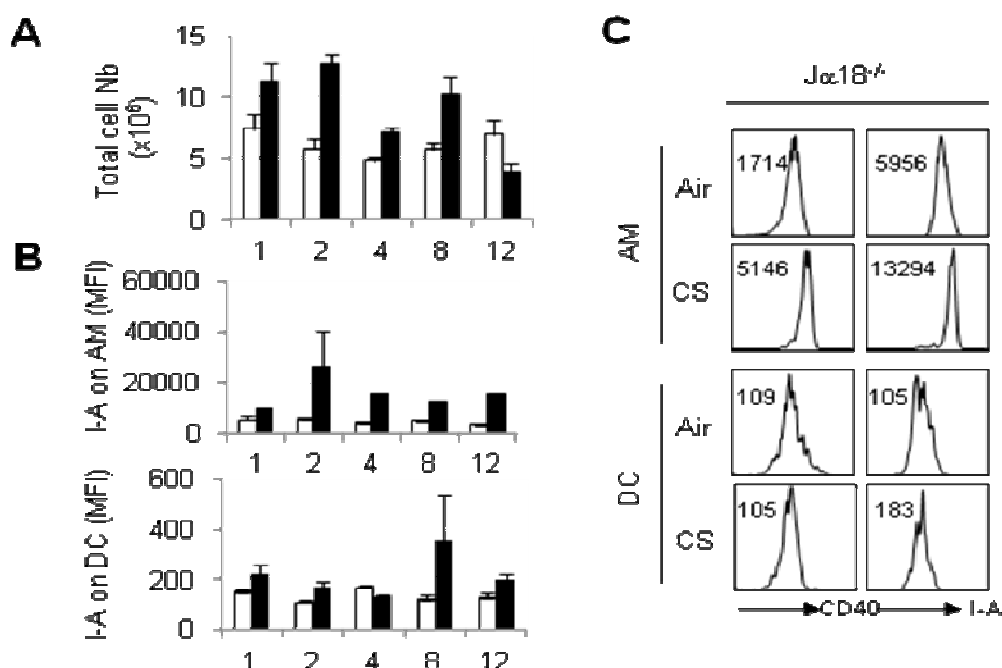 A
Total cell Nb
(x10⁶)
15
10
5
0
1 2 4 8 12
B
I-A on AM (MFI)
60000
40000
20000
0
1 2 4 8 12
I-A on DC (MFI)
600
400
200
0
1 2 4 8 12
C
Jα18-/-
AM
Air
1714
5956
CS
5146
13294
DC
Air
109
105
CS
105
183
CD40
I-A